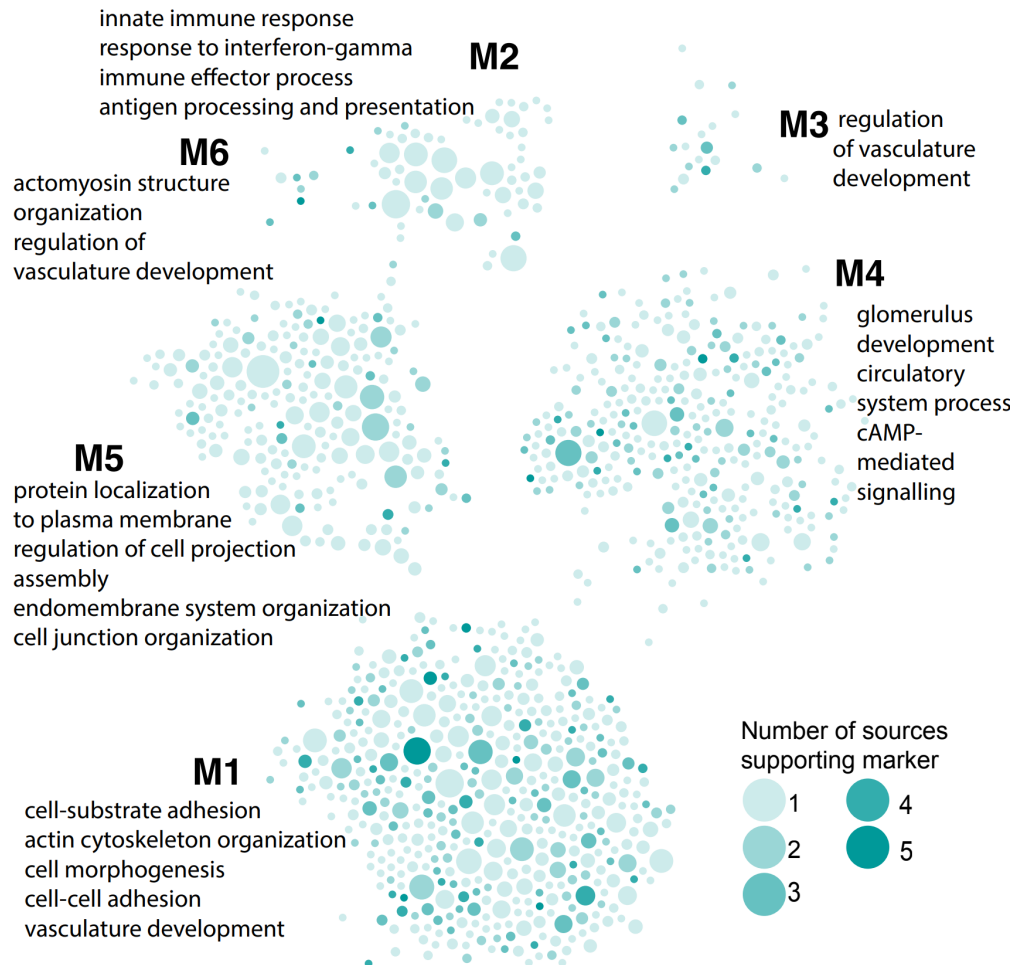 innate immune response
response to interferon-gamma
immune effector process
antigen processing and presentation
M2
M3
regulation
of vasculature
development
M6
actomyosin structure
organization
regulation of
vasculature development
M4
glomerulus
development
circulatory
system process
cAMP-
mediated
signalling
M5
protein localization
to plasma membrane
regulation of cell projection
assembly
endomembrane system organization
cell junction organization
M1
cell-substrate adhesion
actin cytoskeleton organization
cell morphogenesis
cell-cell adhesion
vasculature development
Number of sources
supporting marker
1
2
3
4
5